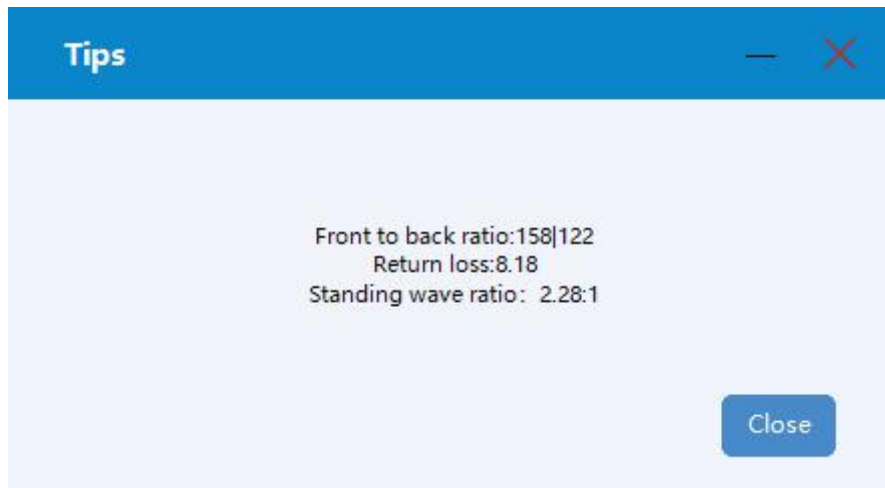 Tips
Front to back ratio:158|122
Return loss:8.18
Standing wave ratio：2.28:1
Close